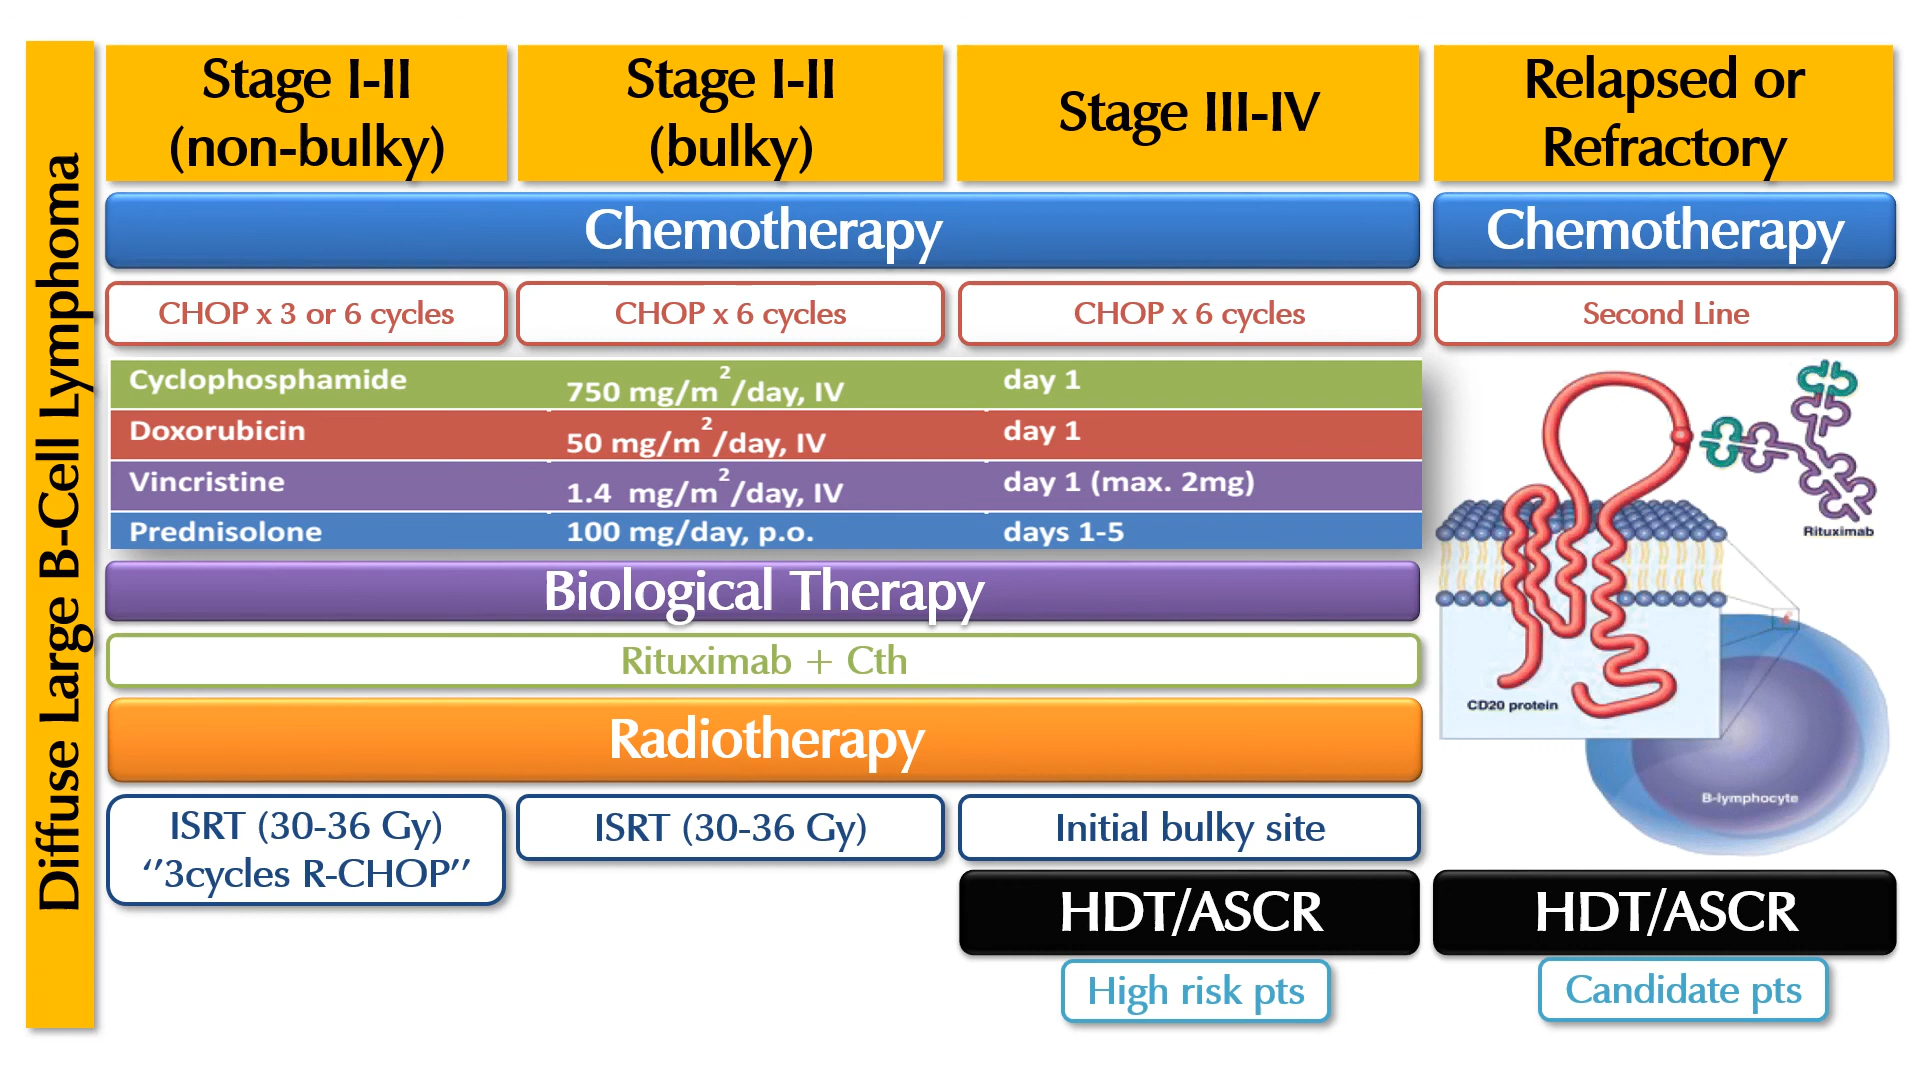 Diffuse Large B-Cell Lymphoma
Stage I-II
(non-bulky)
Stage I-II
(bulky)
Stage III-IV
Relapsed or
Refractory
Chemotherapy
Chemotherapy
CHOP x 3 or 6 cycles
CHOP x 6 cycles
CHOP x 6 cycles
Second Line
Cyclophosphamide 750 mg/m²/day, IV day 1
Doxorubicin 50 mg/m²/day, IV day 1
Vincristine 1.4 mg/m²/day, IV day 1 (max. 2mg)
Prednisolone 100 mg/day, p.o. days 1-5
Rituximab
CD20 protein
B-lymphocyte
Biological Therapy
Rituximab + Cth
Radiotherapy
ISRT (30-36 Gy)
‘’3cycles R-CHOP’’
ISRT (30-36 Gy)
Initial bulky site
HDT/ASCR
High risk pts
HDT/ASCR
Candidate pts